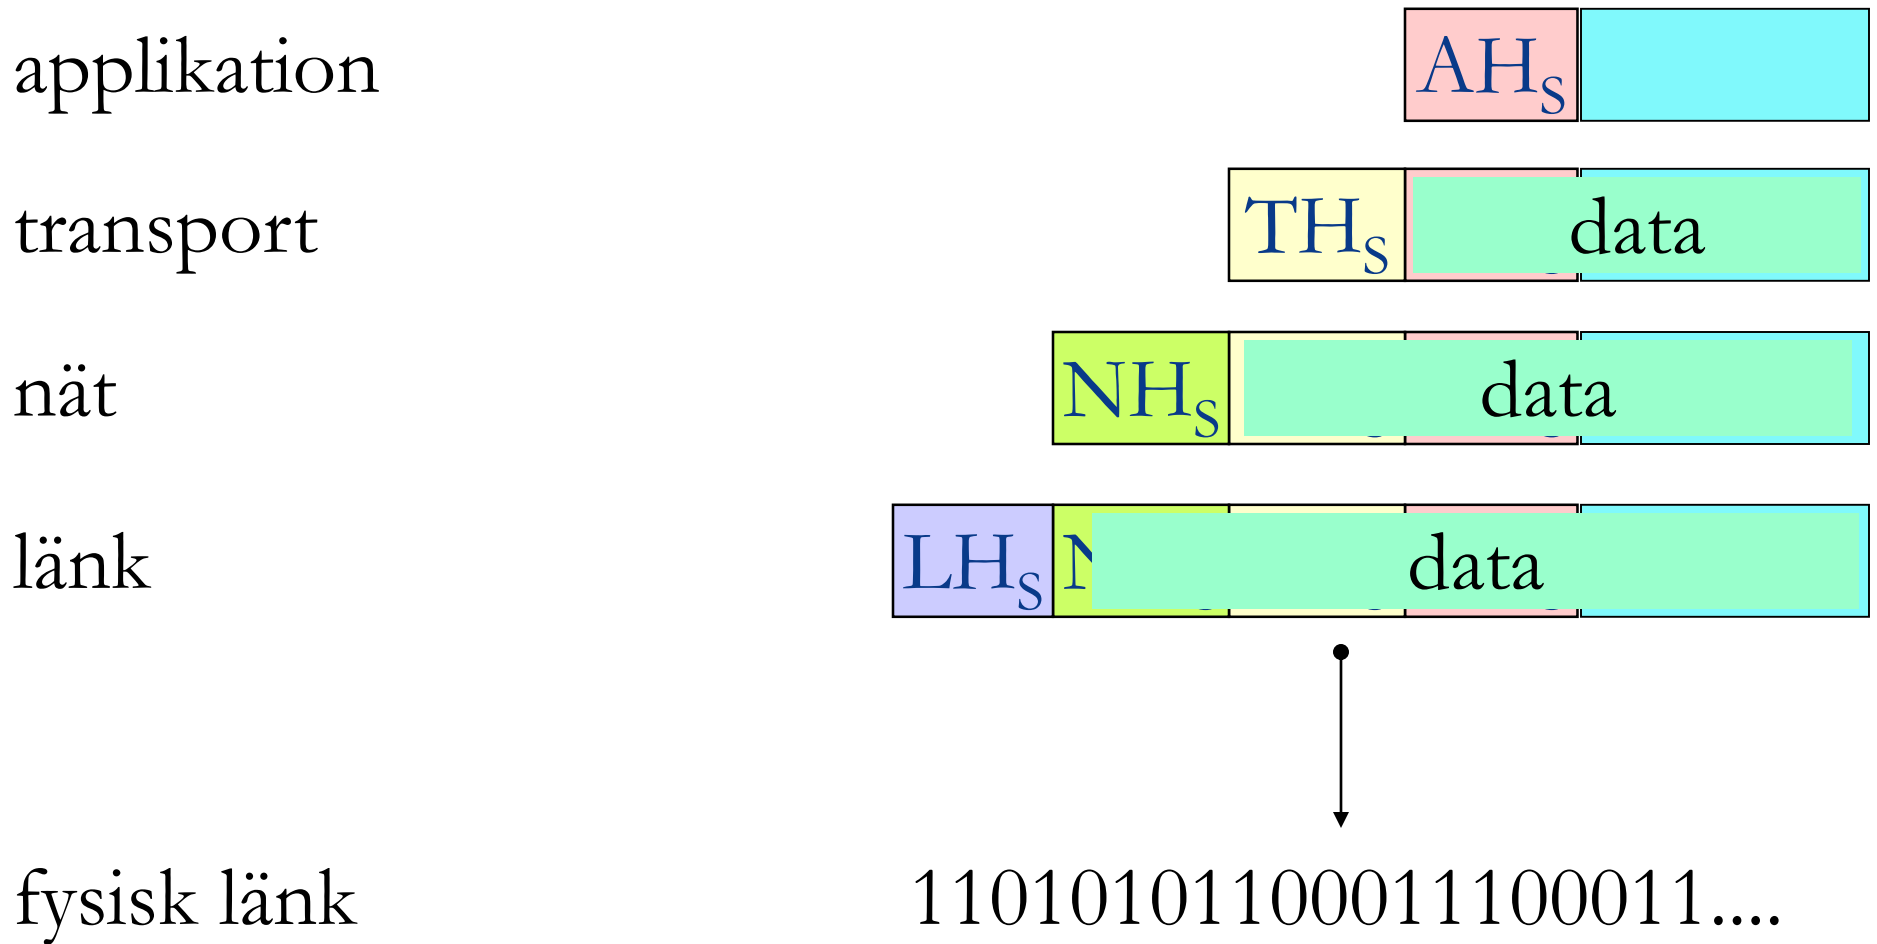 applikation AHS
transport THS data
nät NHS data
länk LHS N data
fysisk länk 11010101100011100011....